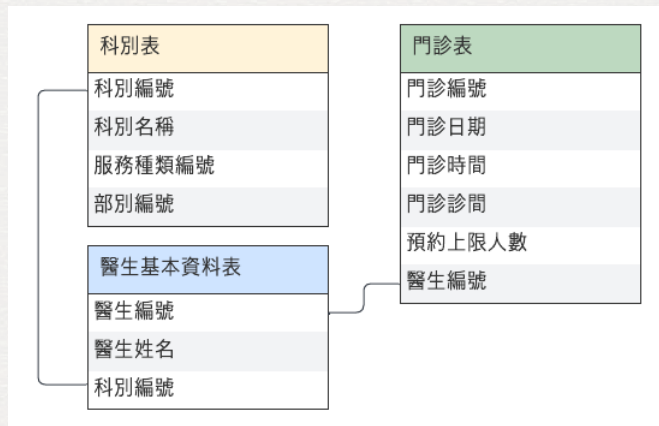 科別表
科別編號
科別名稱
服務種類編號
部別編號
醫生基本資料表
醫生編號
醫生姓名
科別編號
門診表
門診編號
門診日期
門診時間
門診診間
預約上限人數
醫生編號